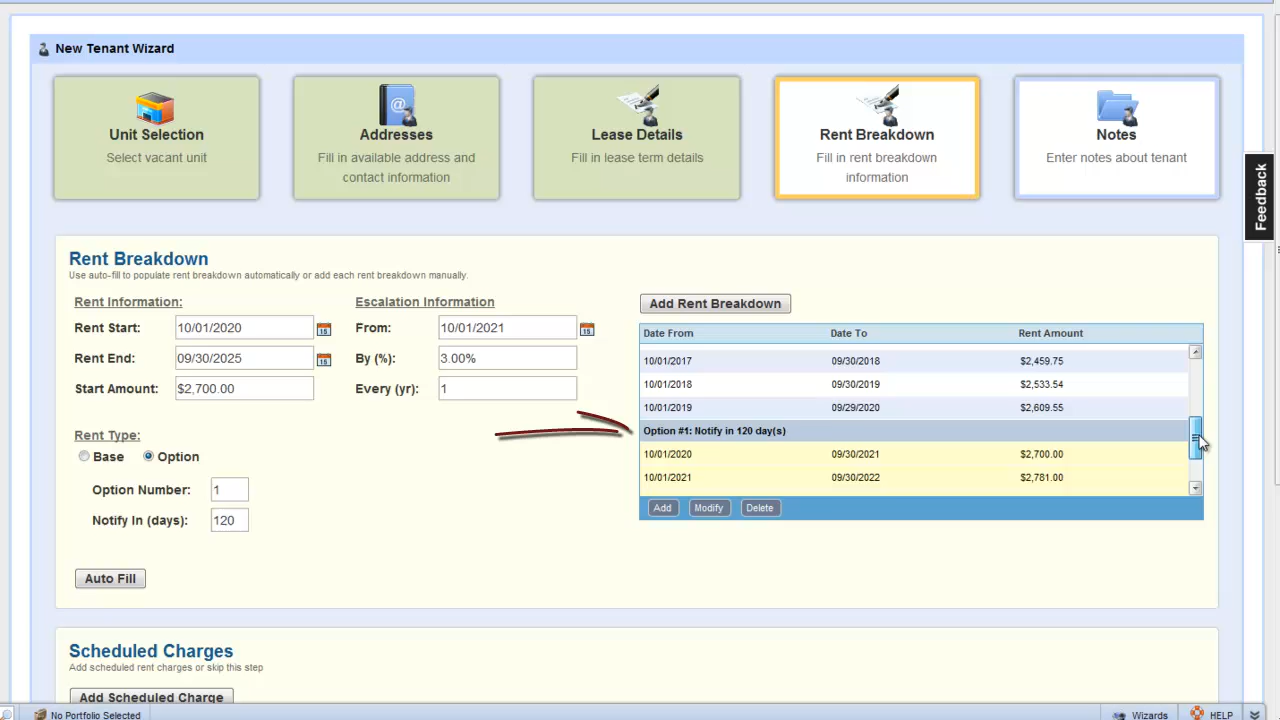 New Tenant Wizard
Unit Selection
Select vacant unit
Addresses
Fill in available address and
contact information
Lease Details
Fill in lease term details
Rent Breakdown
Fill in rent breakdown
information
Notes
Enter notes about tenant
Feedback
Rent Breakdown
Use auto-fill to populate rent breakdown automatically or add each rent breakdown manually.
Rent Information:
Rent Start: 10/01/2020
Rent End: 09/30/2025
Start Amount: $2,700.00
Escalation Information
From: 10/01/2021
By (%): 3.00%
Every (yr): 1
Rent Type:
Base Option
Option Number: 1
Notify In (days): 120
Auto Fill
Add Rent Breakdown
Date From Date To Rent Amount
10/01/2017 09/30/2018 $2,459.75
10/01/2018 09/30/2019 $2,533.54
10/01/2019 09/29/2020 $2,609.55
Option #1: Notify in 120 day(s)
10/01/2020 09/30/2021 $2,700.00
10/01/2021 09/30/2022 $2,781.00
Add Modify Delete
Scheduled Charges
Add scheduled rent charges or skip this step
Add Scheduled Charge
No Portfolio Selected Wizards HELP